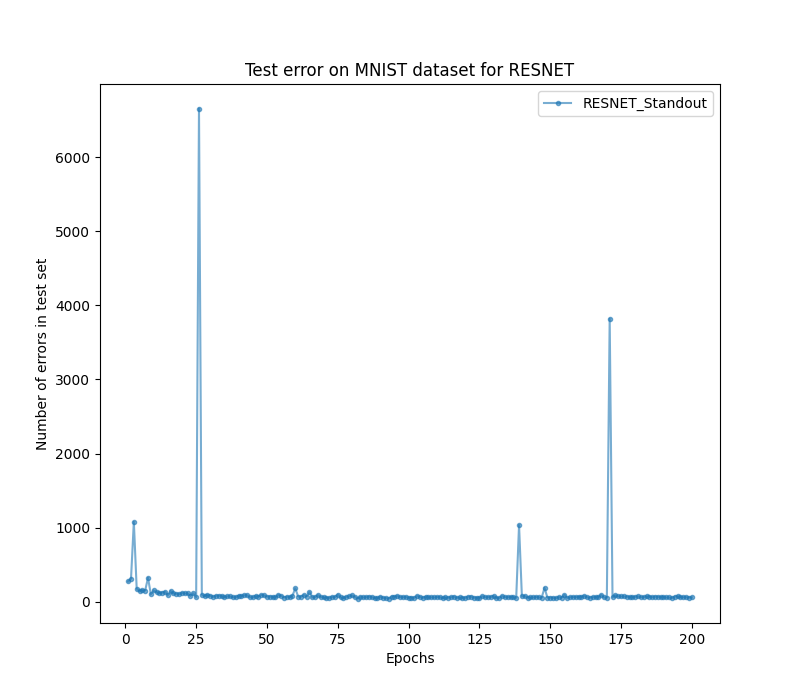 Test error on MNIST dataset for RESNET
RESNET_Standout
Number of errors in test set
6000
5000
4000
3000
2000
1000
0
0 25 50 75 100 125 150 175 200
Epochs